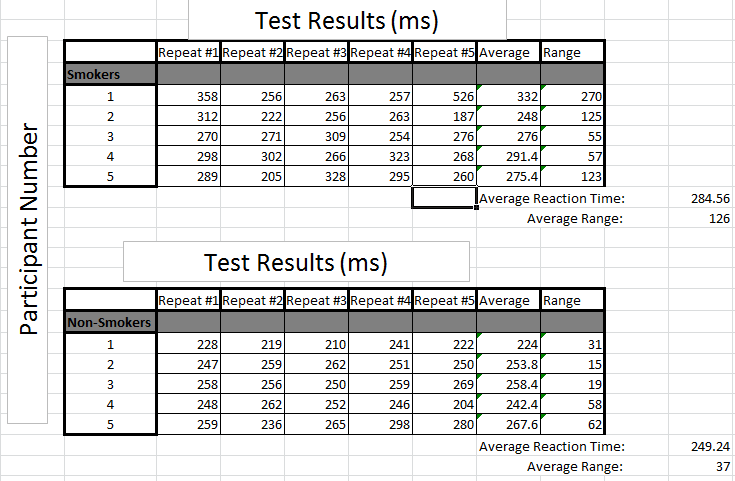 Test Results (ms)
Participant Number
Repeat #1 Repeat #2 Repeat #3 Repeat #4 Repeat #5 Average Range
Smokers
1 358 256 263 257 526 332 270
2 312 222 256 263 187 248 125
3 270 271 309 254 276 276 55
4 298 302 266 323 268 291.4 57
5 289 205 328 295 260 275.4 123
Average Reaction Time: 284.56
Average Range: 126
Test Results (ms)
Repeat #1 Repeat #2 Repeat #3 Repeat #4 Repeat #5 Average Range
Non-Smokers
1 228 219 210 241 222 224 31
2 247 259 262 251 250 253.8 15
3 258 256 250 259 269 258.4 19
4 248 262 252 246 204 242.4 58
5 259 236 265 298 280 267.6 62
Average Reaction Time: 249.24
Average Range: 37